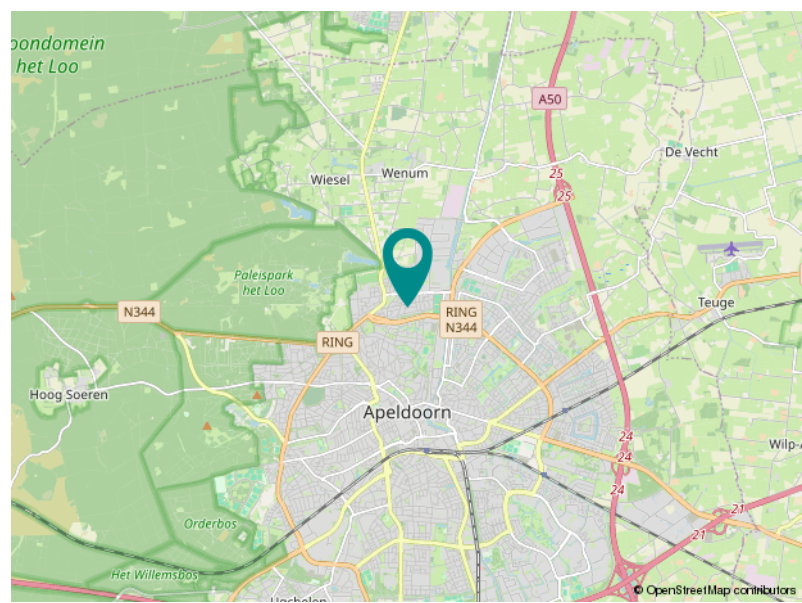 oondomein
het Loo
A50
De Vecht
Wiesel
Wenum
25
25
Paleispark
het Loo
N344
RING
N344
Teuge
RING
Hoog Soeren
Apeldoorn
24
24
24
Wilp-A
21
21
Orderbos
Het Willemsbos
© OpenStreetMap contributors